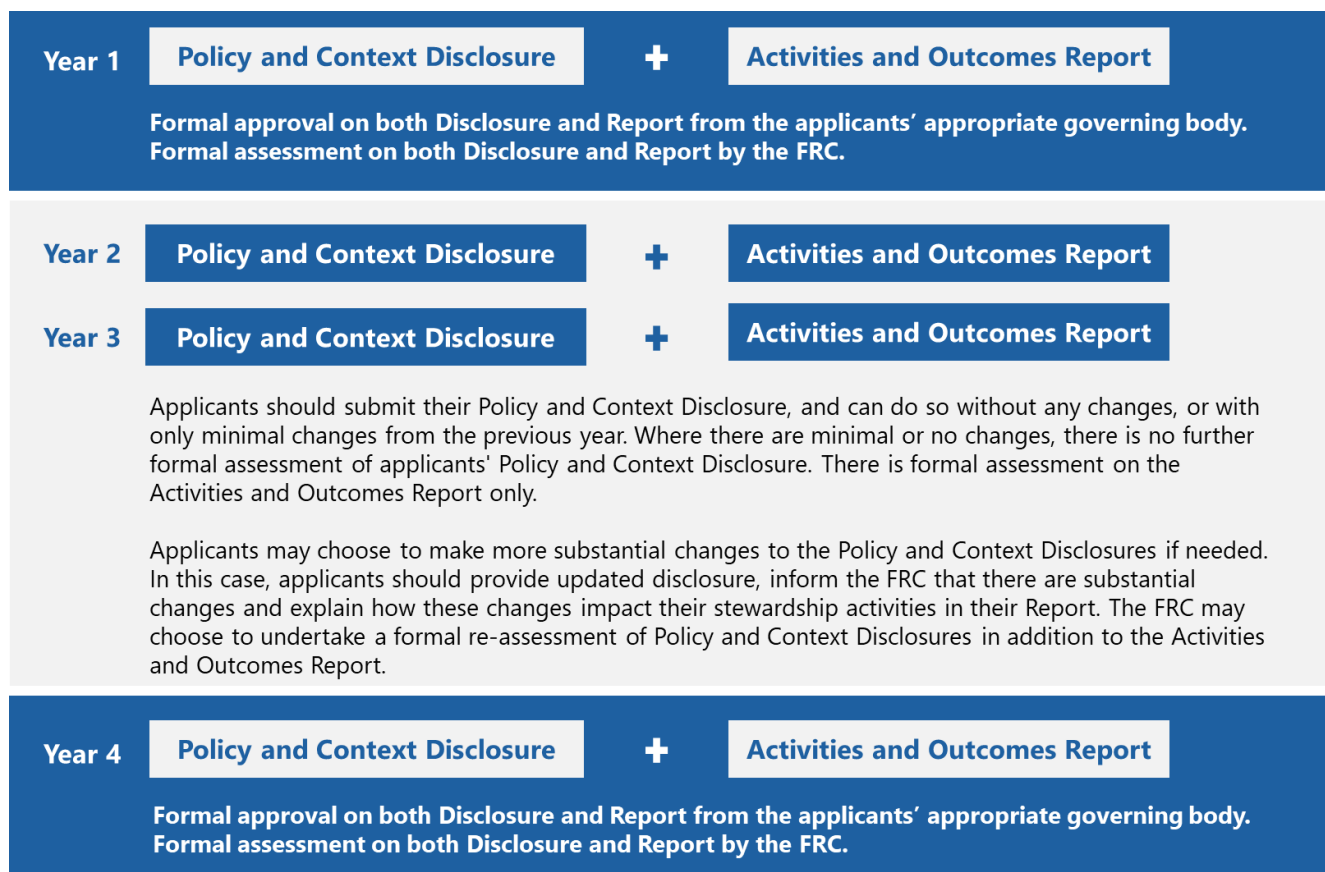 Year 1 Policy and Context Disclosure + Activities and Outcomes Report
Formal approval on both Disclosure and Report from the applicants’ appropriate governing body.
Formal assessment on both Disclosure and Report by the FRC.
Year 2 Policy and Context Disclosure + Activities and Outcomes Report
Year 3 Policy and Context Disclosure + Activities and Outcomes Report
Applicants should submit their Policy and Context Disclosure, and can do so without any changes, or with
only minimal changes from the previous year. Where there are minimal or no changes, there is no further
formal assessment of applicants' Policy and Context Disclosure. There is formal assessment on the
Activities and Outcomes Report only.
Applicants may choose to make more substantial changes to the Policy and Context Disclosures if needed.
In this case, applicants should provide updated disclosure, inform the FRC that there are substantial
changes and explain how these changes impact their stewardship activities in their Report. The FRC may
choose to undertake a formal re-assessment of Policy and Context Disclosures in addition to the Activities
and Outcomes Report.
Year 4 Policy and Context Disclosure + Activities and Outcomes Report
Formal approval on both Disclosure and Report from the applicants’ appropriate governing body.
Formal assessment on both Disclosure and Report by the FRC.